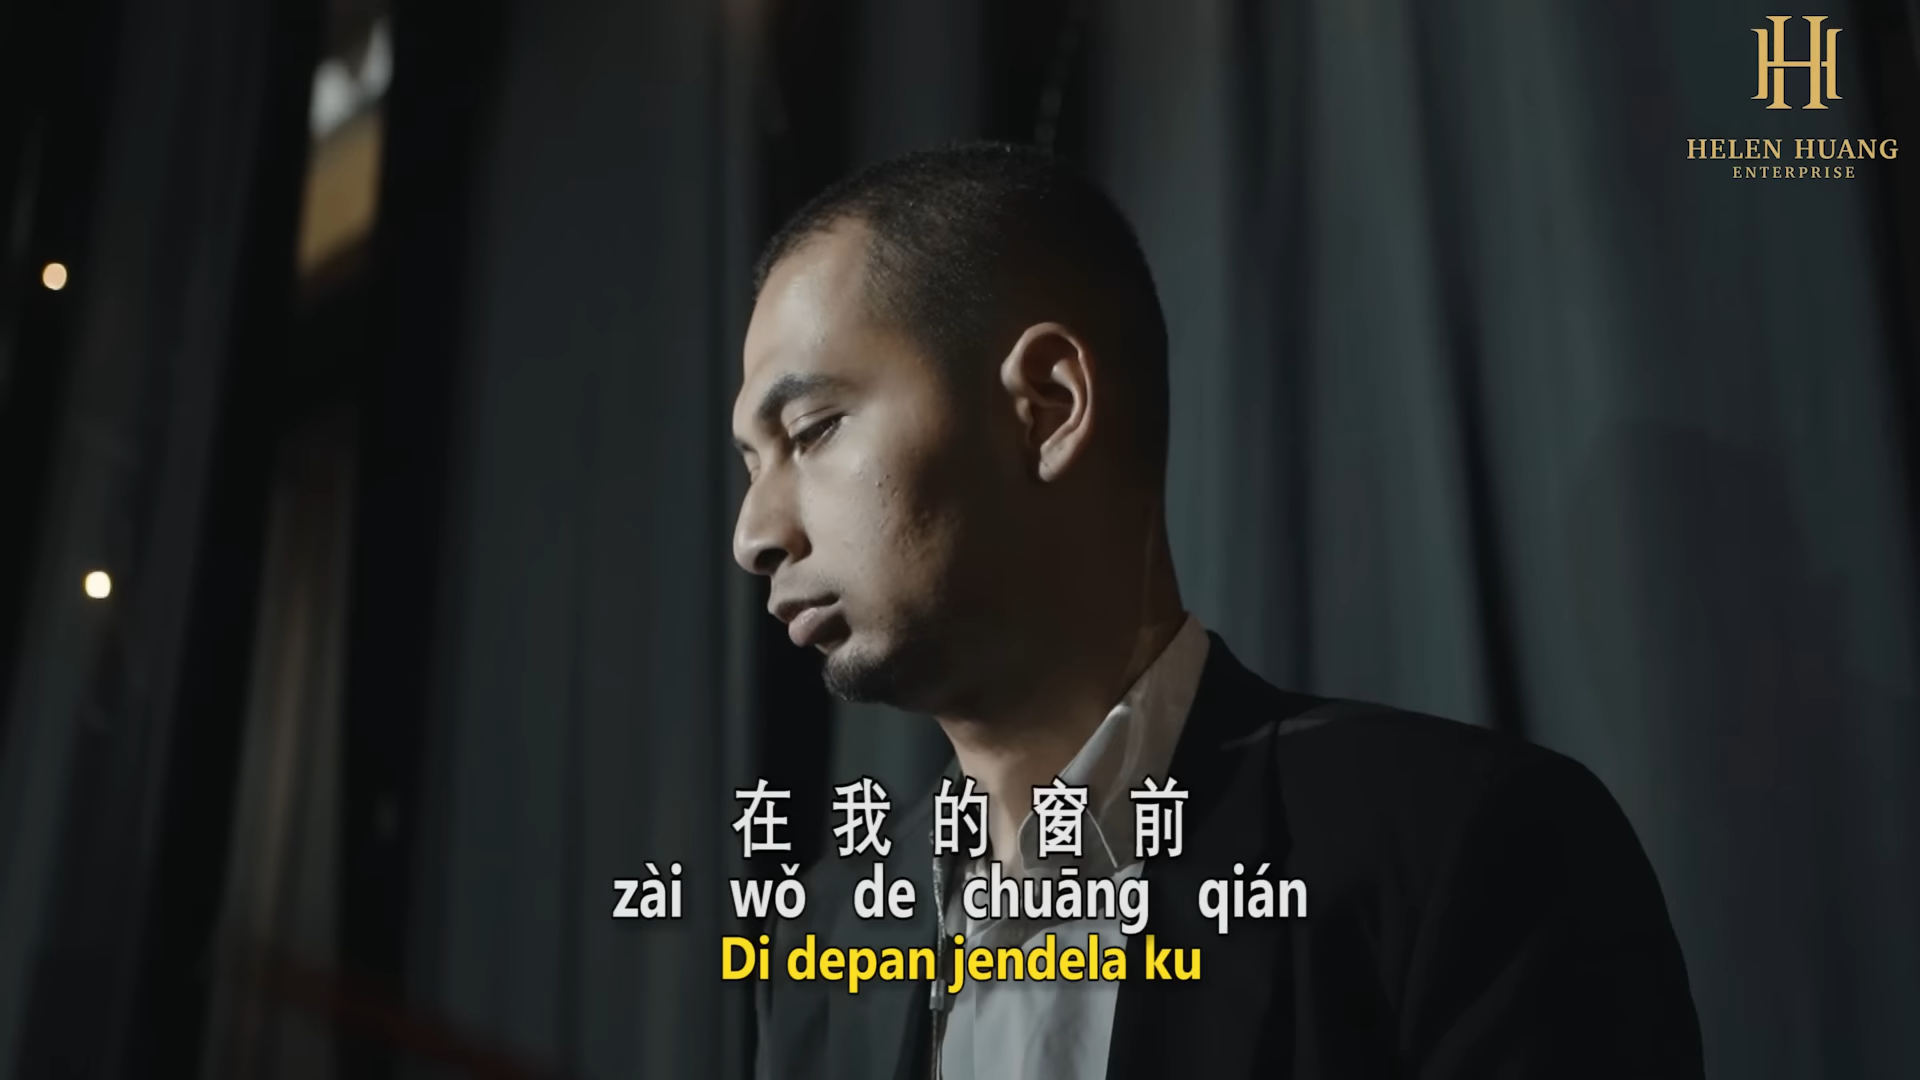 HELEN HUANG
ENTERPRISE
在 我 的 窗 前
zài wǒ de chuāng qián
Di depan jendela ku